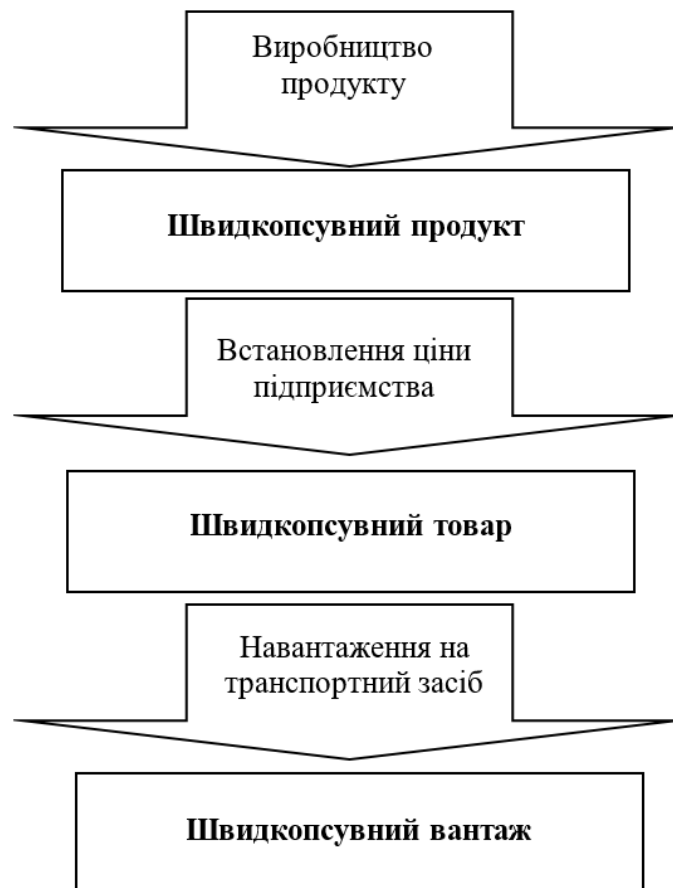 Виробництво
продукту
Швидкопсувний продукт
Встановлення ціни
підприємства
Швидкопсувний товар
Навантаження на
транспортний засіб
Швидкопсувний вантаж